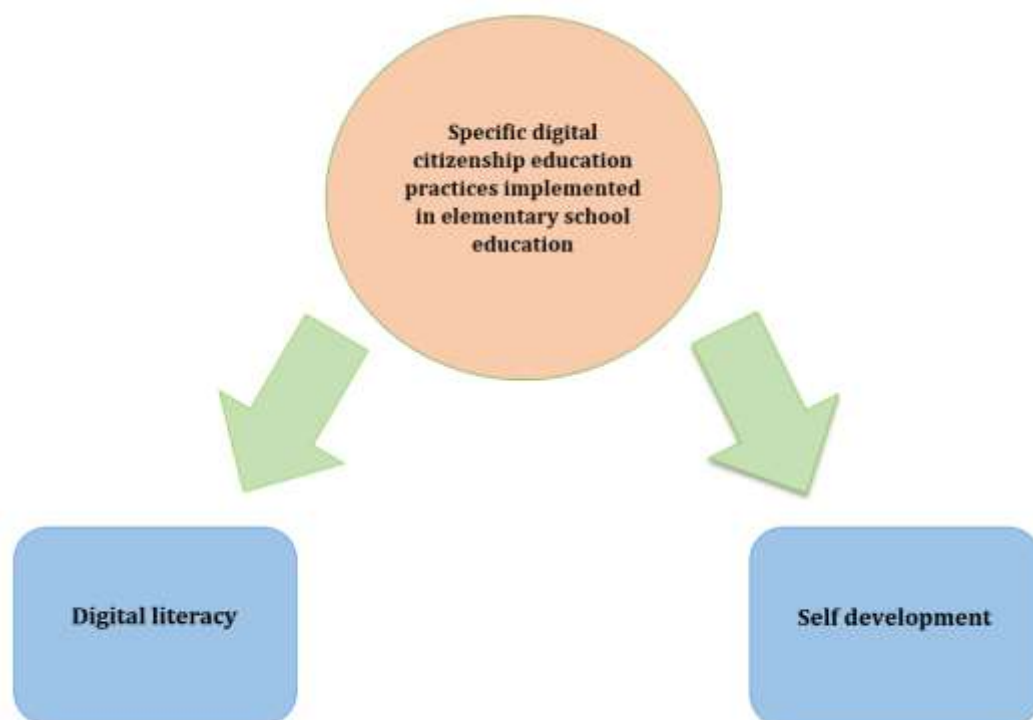 Specific digital
citizenship education
practices implemented
in elementary school
education
Digital literacy
Self development